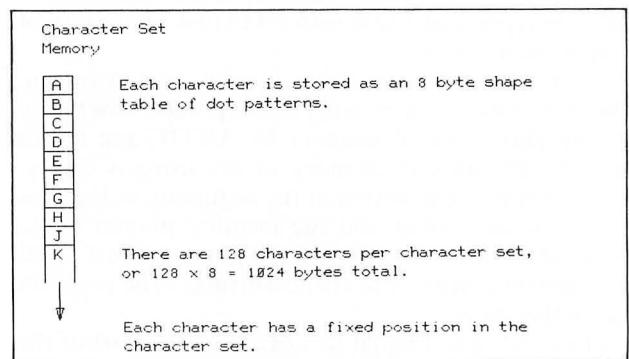 Character Set
Memory
A
Each character is stored as an 8 byte shape
B
table of dot patterns.
C
D
E
F
G
H
J
K
There are 128 characters per character set,
or 128 x 8 = 1024 bytes total.
Each character has a fixed position in the
character set.